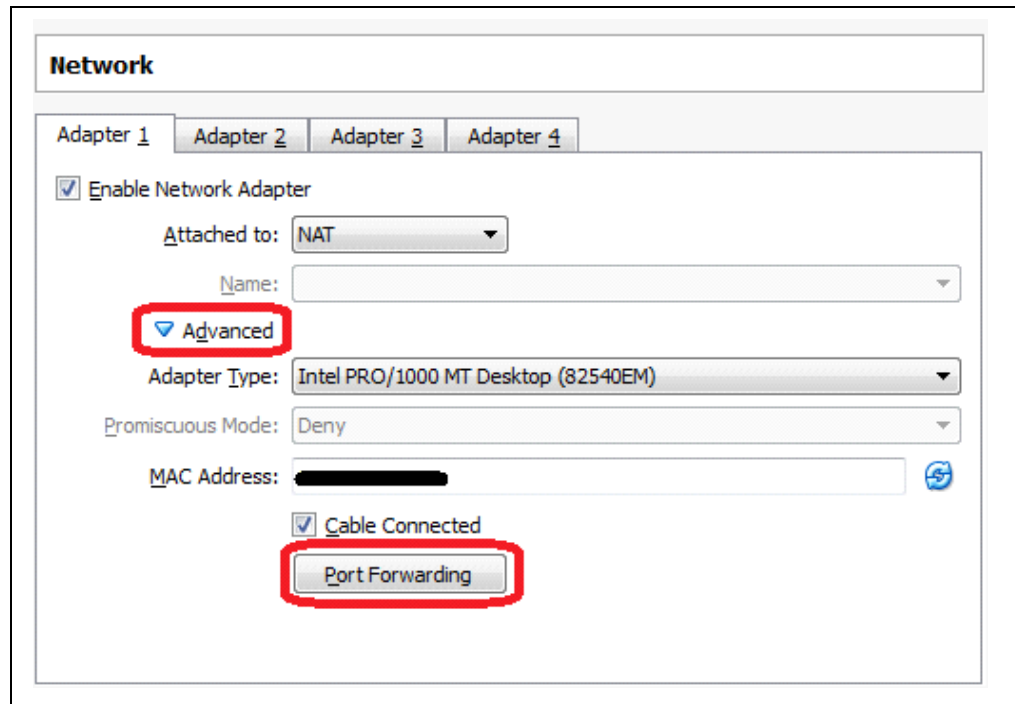 Network
Adapter 1 Adapter 2 Adapter 3 Adapter 4
Enable Network Adapter
Attached to: NAT
Name:
Advanced
Adapter Type: Intel PRO/1000 MT Desktop (82540EM)
Promiscuous Mode: Deny
MAC Address:
Cable Connected
Port Forwarding